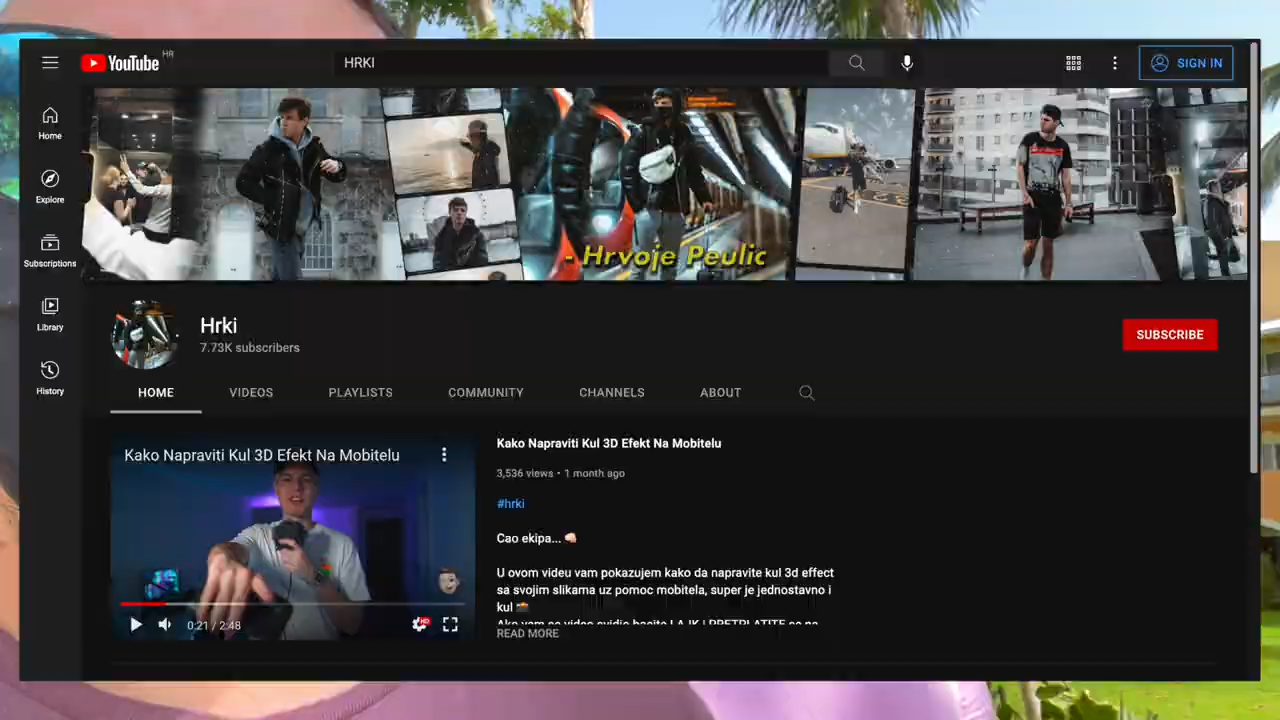 YouTube HR
HRKI
SIGN IN
Home
Explore
Subscriptions
Library
History
- Hrvoje Peulic
Hrki
7.73K subscribers
SUBSCRIBE
HOME VIDEOS PLAYLISTS COMMUNITY CHANNELS ABOUT
Kako Napraviti Kul 3D Efekt Na Mobitelu
0:21 / 2:48
HD
Kako Napraviti Kul 3D Efekt Na Mobitelu
3,536 views • 1 month ago
#hrki
Cao ekipa...
U ovom videu vam pokazujem kako da napravite kul 3d effect
sa svojim slikama uz pomoc mobitela, super je jednostavno i
kul
READ MORE